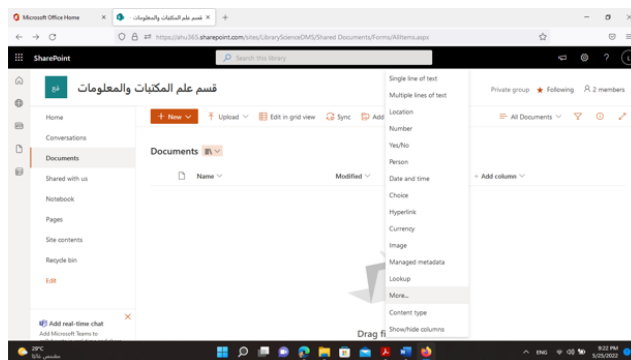 Microsoft Office Home
قسم علم المكتبات والمعلومات -
https://ahu365.sharepoint.com/sites/LibraryScienceDMS/Shared Documents/Forms/AllItems.aspx
SharePoint
Search this library
قع
قسم علم المكتبات والمعلومات
Private group
Following
2 members
Home
Conversations
Documents
Shared with us
Notebook
Pages
Site contents
Recycle bin
Edit
Add real-time chat
Add Microsoft Teams to
+ New
Upload
Edit in grid view
Sync
Add
All Documents
Documents
Name
Modified
+ Add column
Single line of text
Multiple lines of text
Location
Number
Yes/No
Person
Date and time
Choice
Hyperlink
Currency
Image
Managed metadata
Lookup
More...
Content type
Show/hide columns
Drag fi
29°C
مشمس غالبا
ENG
9:22 PM
5/25/2022